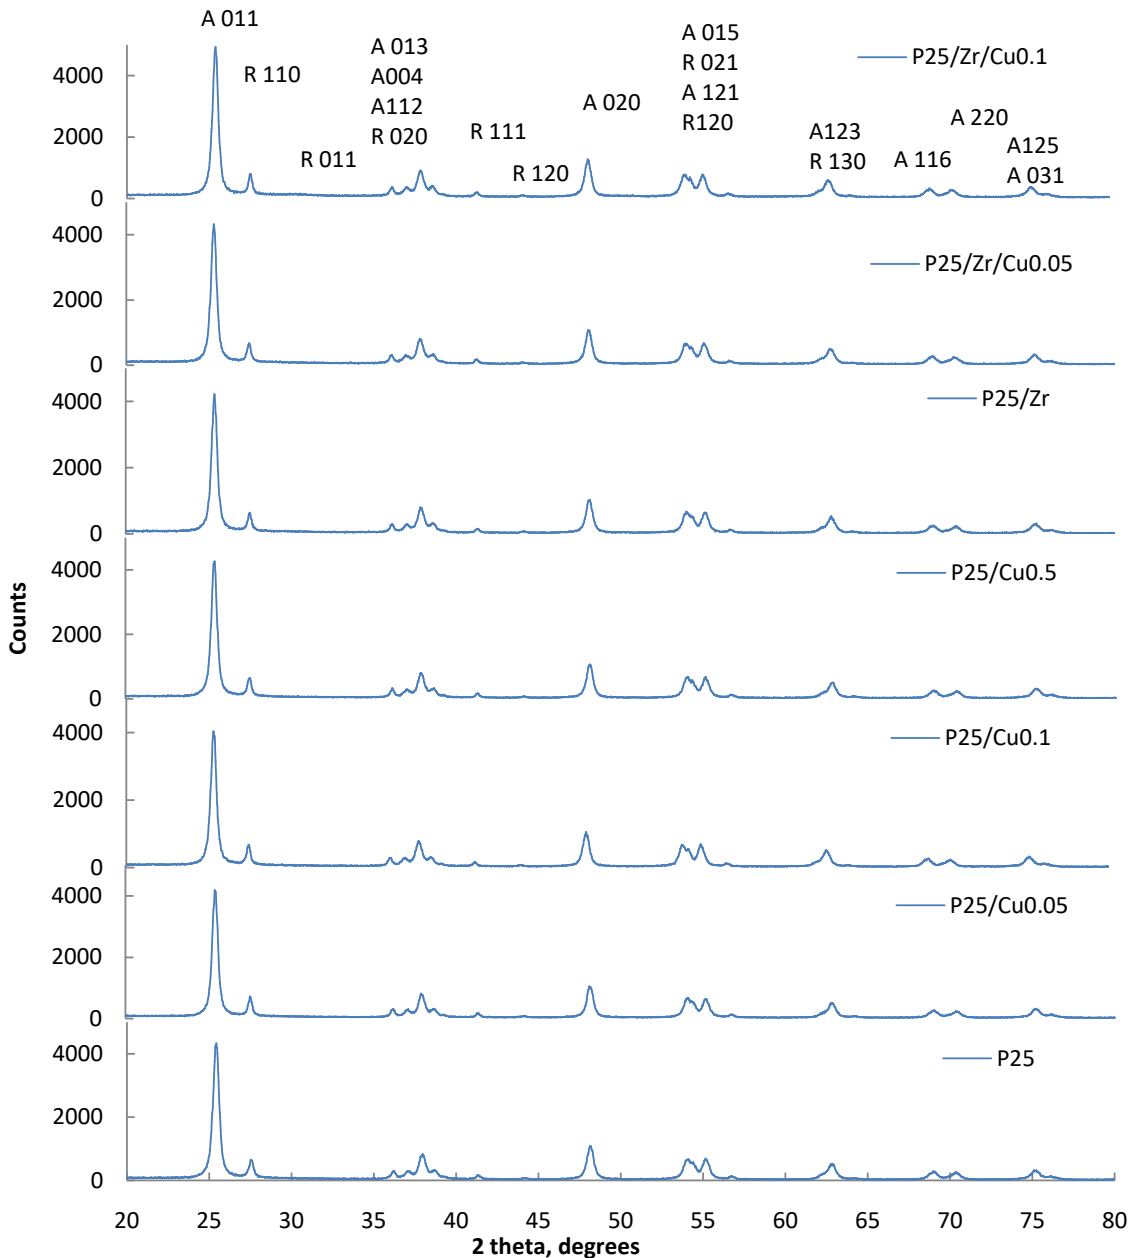 A 011
R 110
R 011
A 013
A004
A112
R 020
R 111
R 120
A 020
A 015
R 021
A 121
R120
A123
R 130
A 116
A 220
A125
A 031
P25/Zr/Cu0.1
4000
2000
0
P25/Zr/Cu0.05
4000
2000
0
P25/Zr
4000
2000
0
P25/Cu0.5
4000
2000
0
P25/Cu0.1
4000
2000
0
P25/Cu0.05
4000
2000
0
P25
4000
2000
0
Counts
20 25 30 35 40 45 50 55 60 65 70 75 80
2 theta, degrees